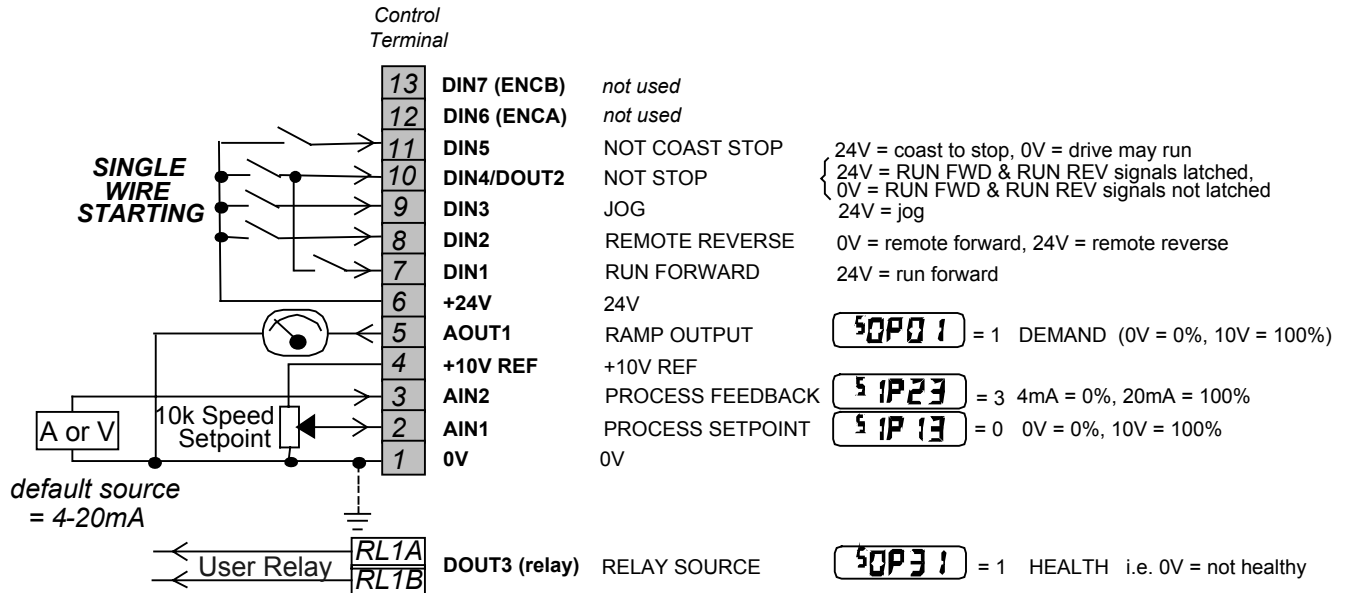 Control
Terminal
13 DIN7 (ENCB) not used
12 DIN6 (ENCA) not used
11 DIN5 NOT COAST STOP 24V = coast to stop, 0V = drive may run
10 DIN4/DOUT2 NOT STOP 24V = RUN FWD & RUN REV signals latched,
0V = RUN FWD & RUN REV signals not latched
9 DIN3 JOG 24V = jog
8 DIN2 REMOTE REVERSE 0V = remote forward, 24V = remote reverse
7 DIN1 RUN FORWARD 24V = run forward
6 +24V 24V
5 AOUT1 RAMP OUTPUT SOP01 = 1 DEMAND (0V = 0%, 10V = 100%)
4 +10V REF +10V REF
3 AIN2 PROCESS FEEDBACK SIP23 = 3 4mA = 0%, 20mA = 100%
2 AIN1 PROCESS SETPOINT SIP13 = 0 0V = 0%, 10V = 100%
1 0V 0V
SINGLE
WIRE
STARTING
A or V
10k Speed
Setpoint
default source
= 4-20mA
User Relay
RL1A
RL1B
DOUT3 (relay) RELAY SOURCE SOP31 = 1 HEALTH i.e. 0V = not healthy